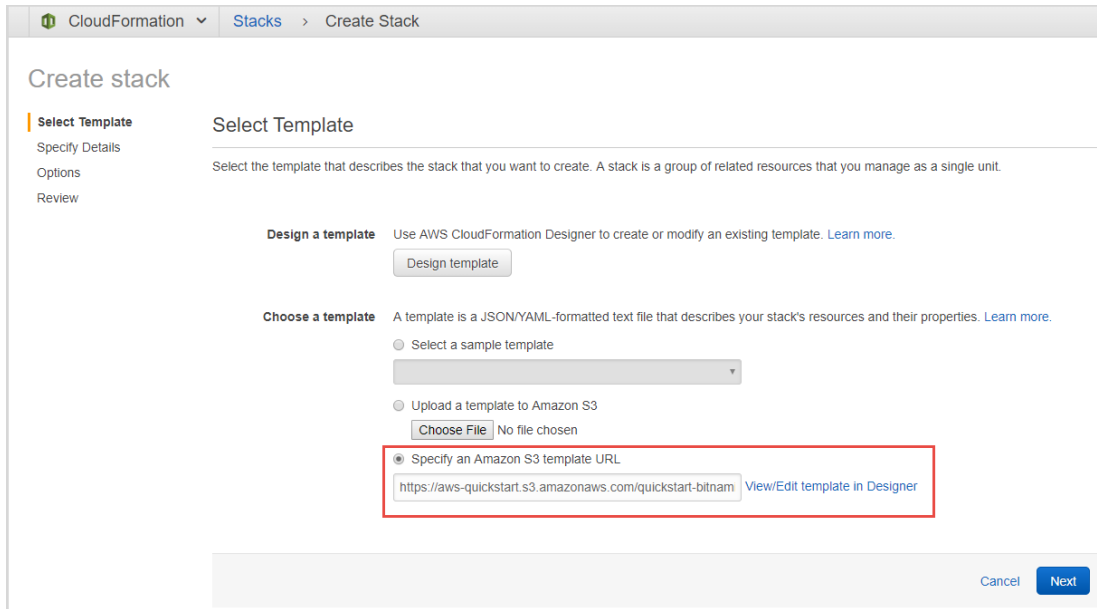 CloudFormation Stacks > Create Stack
Create stack
Select Template
Specify Details
Options
Review
Select Template
Select the template that describes the stack that you want to create. A stack is a group of related resources that you manage as a single unit.
Design a template Use AWS CloudFormation Designer to create or modify an existing template. Learn more.
Design template
Choose a template A template is a JSON/YAML-formatted text file that describes your stack's resources and their properties. Learn more.
Select a sample template
Upload a template to Amazon S3
Choose File No file chosen
Specify an Amazon S3 template URL
https://aws-quickstart.s3.amazonaws.com/quickstart-bitnam View/Edit template in Designer
Cancel Next